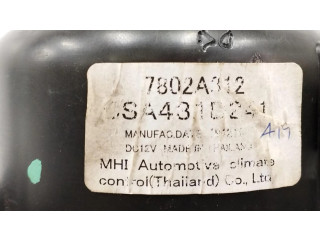 7802A312
CSA431D241
MANUFAC.DATE
DC12V MADE IN THAILAND
MHI Automotive climate
control(Thailand) Co., Ltd